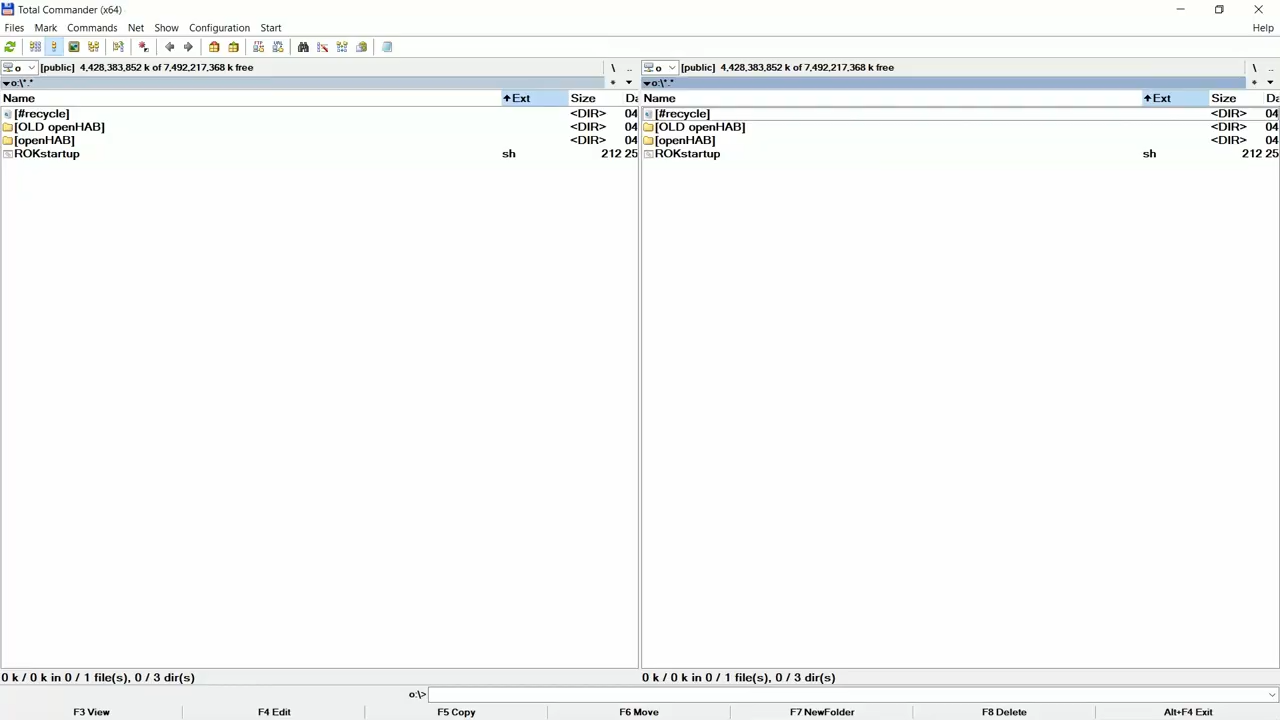 Total Commander (x64)
Files Mark Commands Net Show Configuration Start Help
o [public] 4,428,383,852 k of 7,492,217,368 k free \ ..
o:\*.* *
Name Ext Size Da
[#recycle] <DIR> 04
[OLD openHAB] <DIR> 04
[openHAB] <DIR> 04
ROKstartup sh 212 25
0 k / 0 k in 0 / 1 file(s), 0 / 3 dir(s)
o [public] 4,428,383,852 k of 7,492,217,368 k free \ ..
o:\*.* *
Name Ext Size Da
[#recycle] <DIR> 04
[OLD openHAB] <DIR> 04
[openHAB] <DIR> 04
ROKstartup sh 212 25
0 k / 0 k in 0 / 1 file(s), 0 / 3 dir(s)
o:\>
F3 View F4 Edit F5 Copy F6 Move F7 NewFolder F8 Delete Alt+F4 Exit